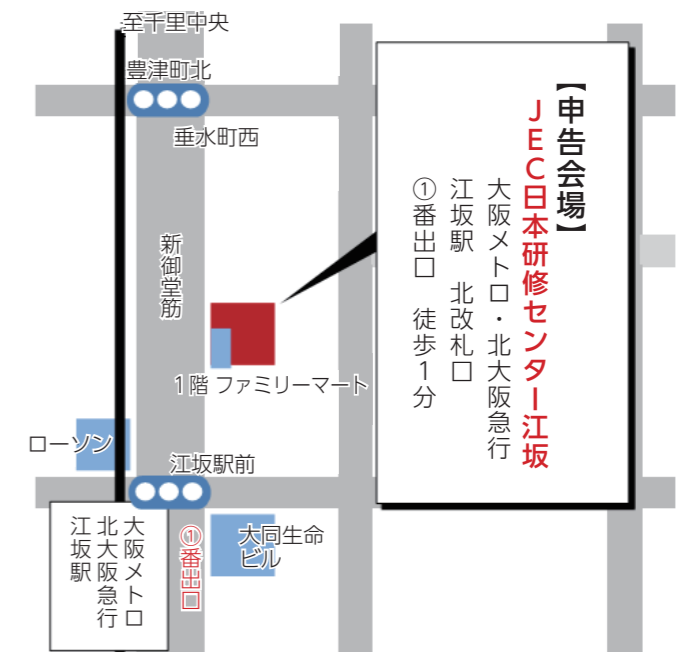 至千里中央
豊津町北
垂水町西
【申告会場】
JEC日本研修センター江坂
大阪メトロ・北大阪急行
江坂駅　北改札口
①番出口　徒歩1分
新御堂筋
1階 ファミリーマート
ローソン
江坂駅前
大阪メトロ
北大阪急行
江坂駅
①番出口
大同生命
ビル